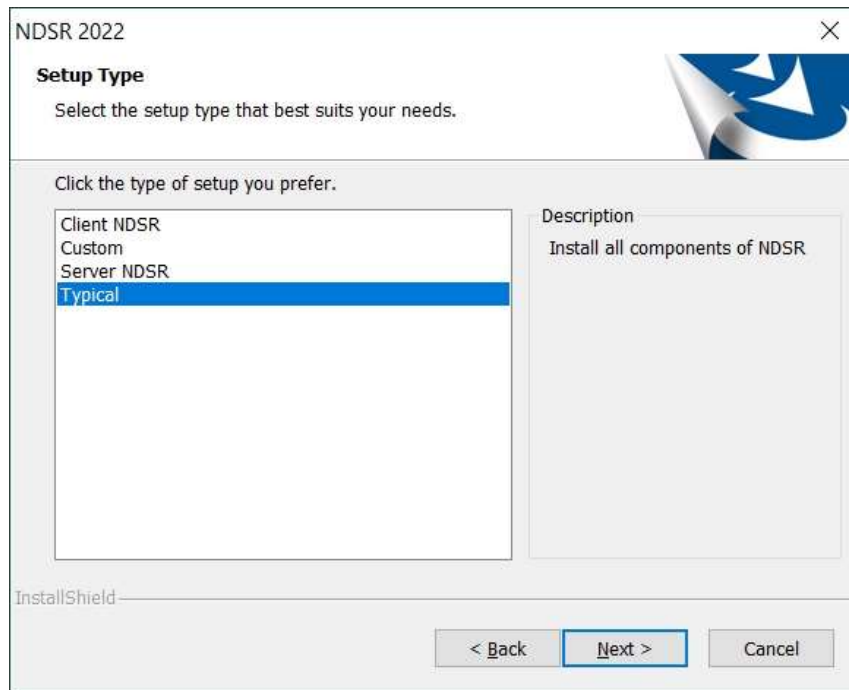 NDSR 2022
Setup Type
Select the setup type that best suits your needs.
Click the type of setup you prefer.
Client NDSR
Custom
Server NDSR
Typical
Description
Install all components of NDSR
InstallShield
< Back
Next >
Cancel